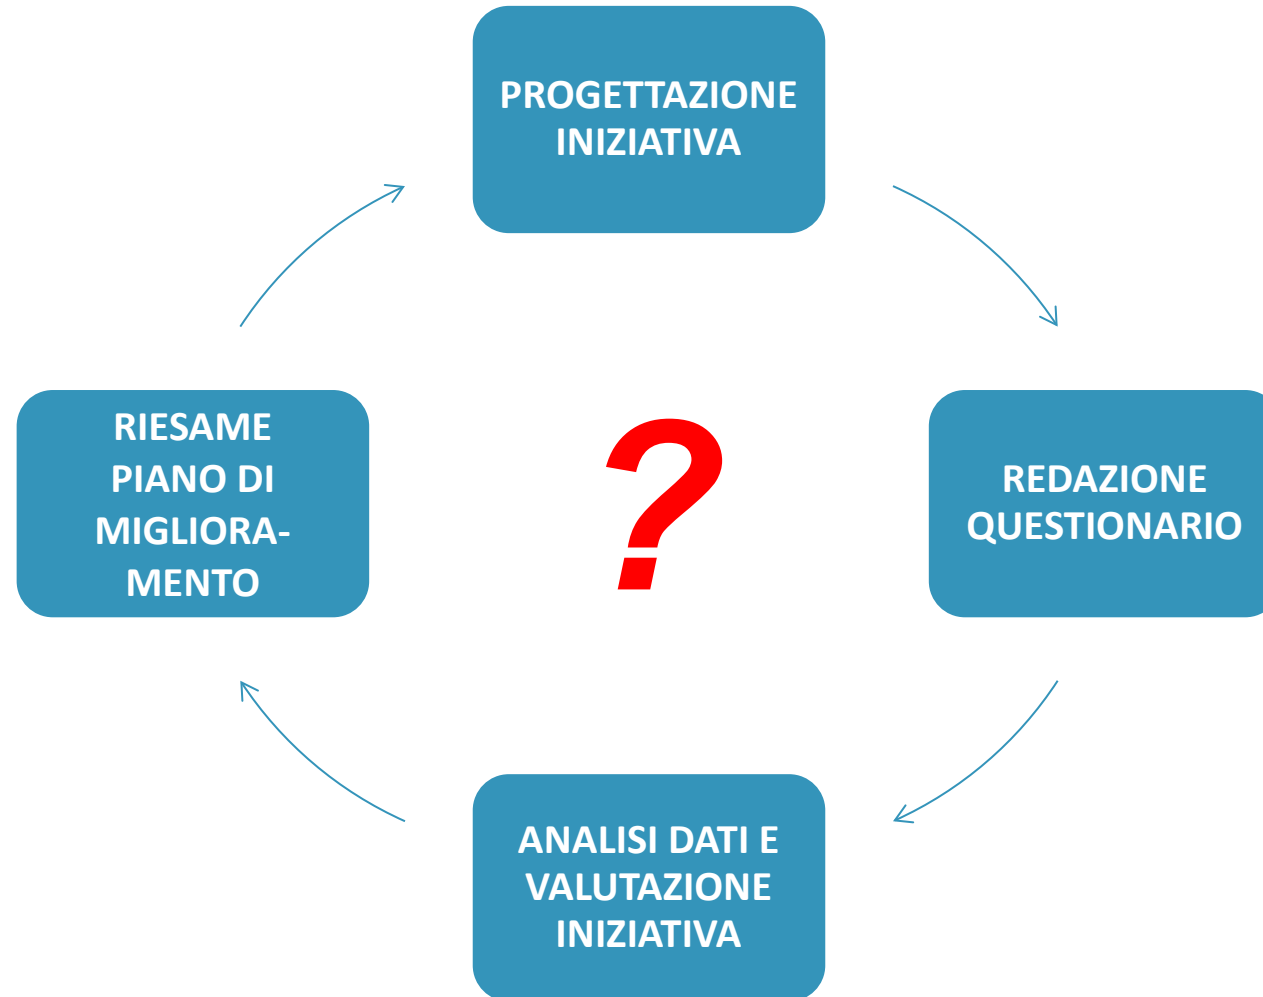 PROGETTAZIONE
INIZIATIVA
RIESAME
PIANO DI
MIGLIORA-
MENTO
?
REDAZIONE
QUESTIONARIO
ANALISI DATI E
VALUTAZIONE
INIZIATIVA